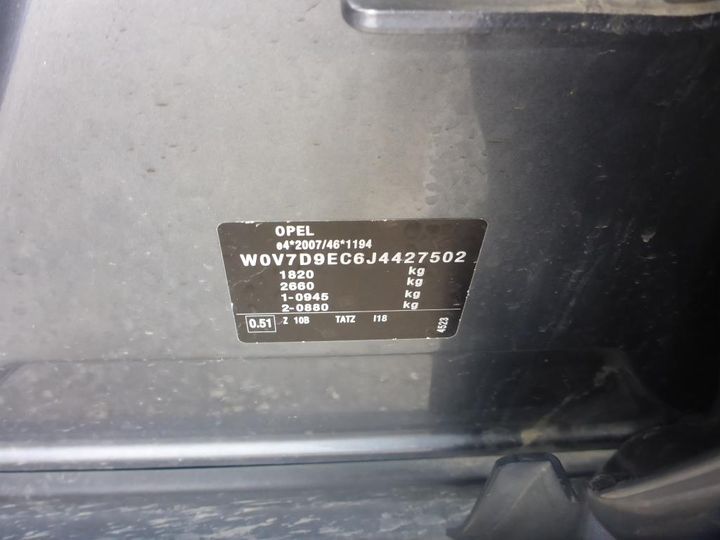 OPEL
e4*2007/46*1194
W0V7D9EC6J4427502
1820 kg
2660 kg
1-0945 kg
2-0880 kg
0.51 Z 10B TATZ I18
4523